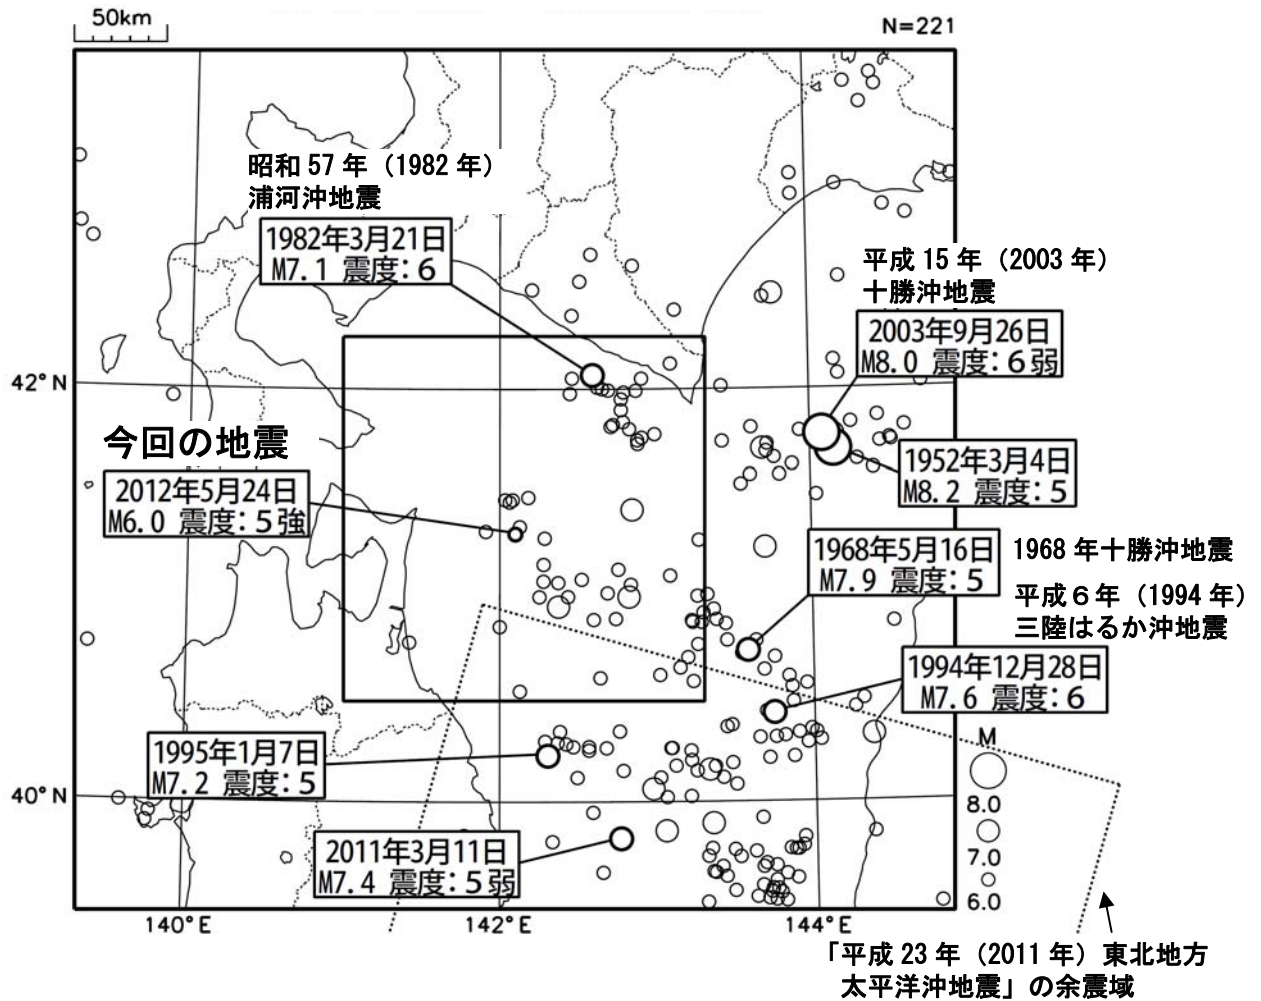 50km
N=221
昭和 57 年（1982 年）
浦河沖地震
1982年3月21日
M7.1 震度：6
平成 15 年（2003 年）
十勝沖地震
2003年9月26日
M8.0 震度：6弱
42°N
今回の地震
2012年5月24日
M6.0 震度：5強
1952年3月4日
M8.2 震度：5
1968年5月16日
M7.9 震度：5
1968 年十勝沖地震
平成６年（1994 年）
三陸はるか沖地震
1994年12月28日
M7.6 震度：6
1995年1月7日
M7.2 震度：5
M
8.0
7.0
6.0
40°N
2011年3月11日
M7.4 震度：5弱
140°E
142°E
144°E
「平成 23 年（2011 年）東北地方
太平洋沖地震」の余震域